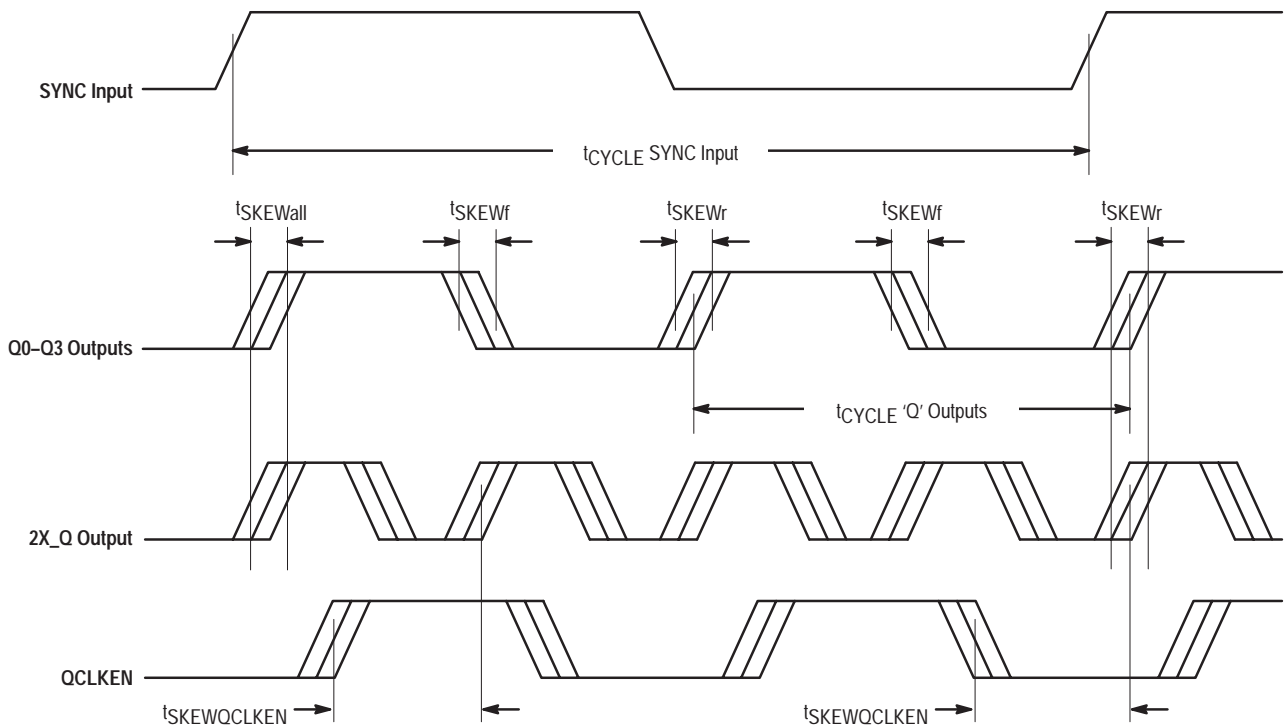 SYNC Input
tCYCLE SYNC Input
tSKEWall
tSKEWf
tSKEWr
tSKEWf
tSKEWr
Q0–Q3 Outputs
tCYCLE ‘Q’ Outputs
2X_Q Output
QCLKEN
tSKEWQCLKEN
tSKEWQCLKEN